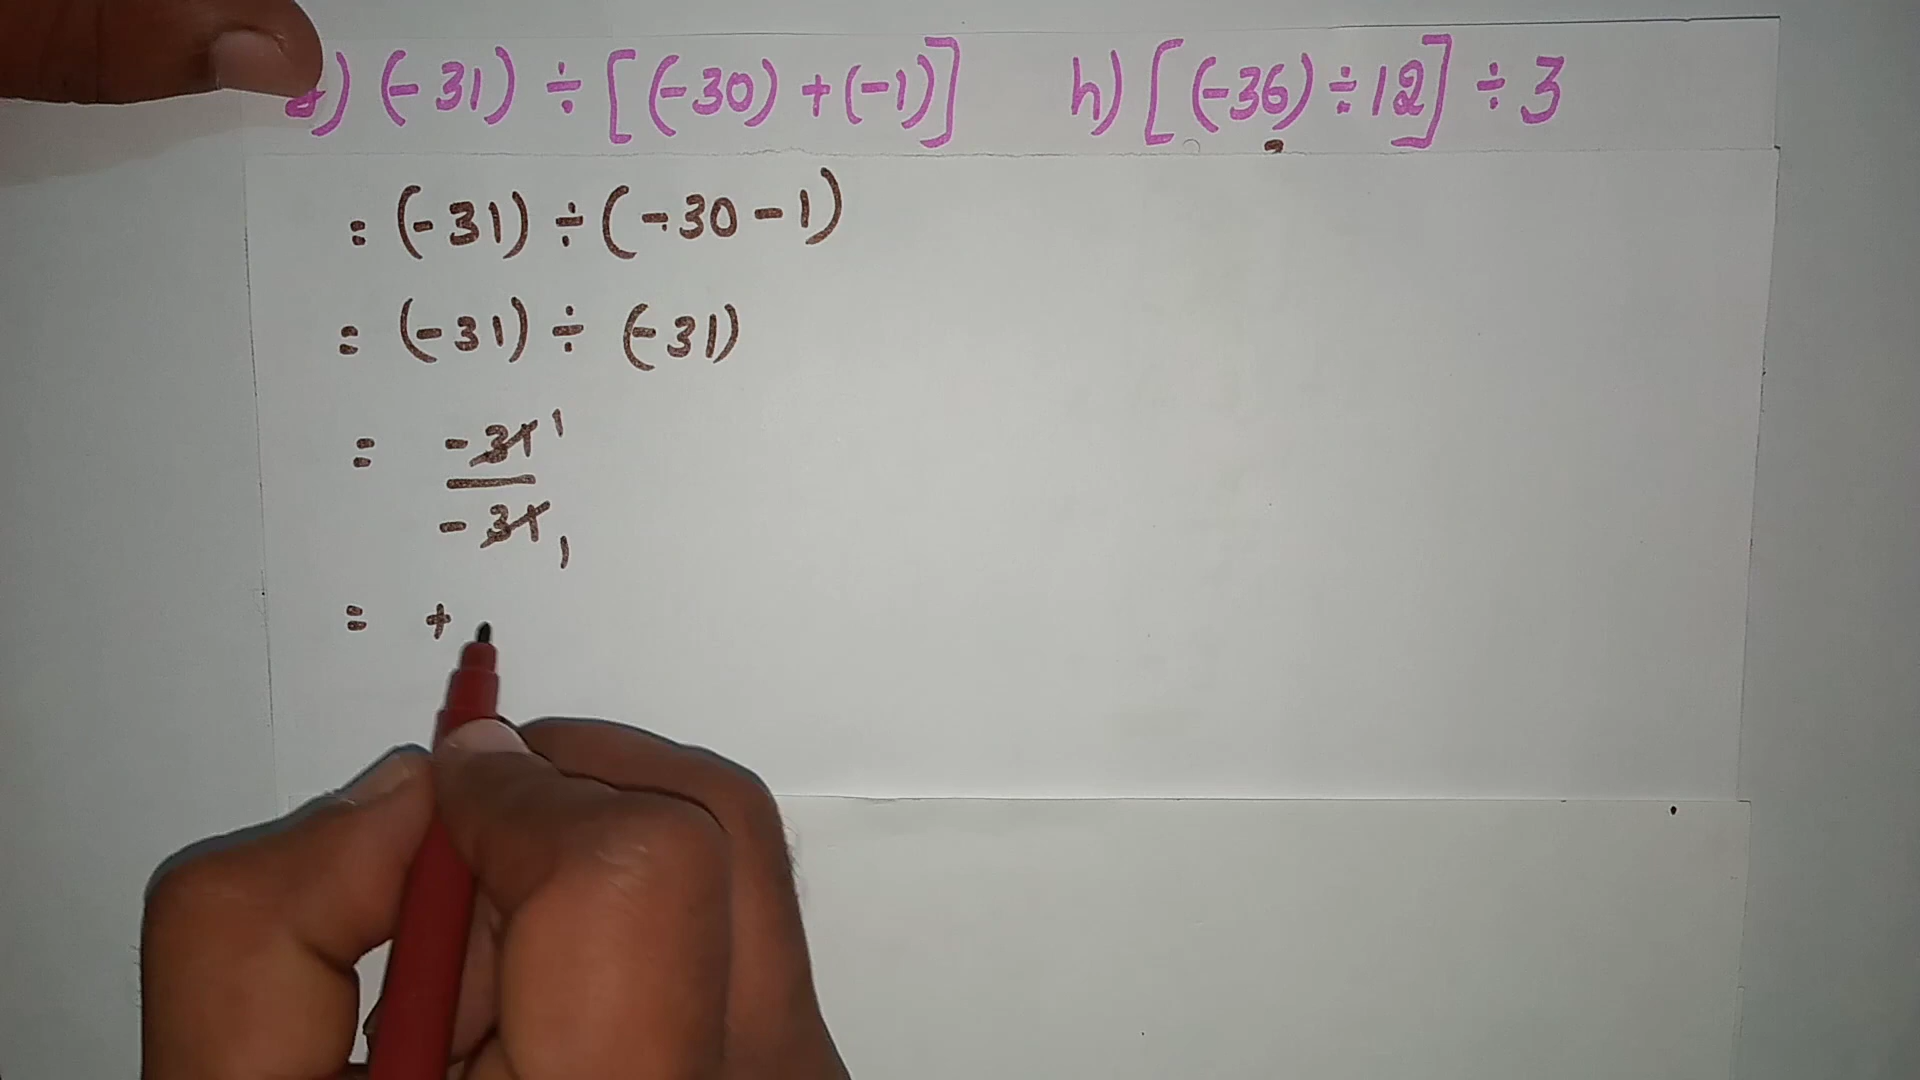 ) (-31) ÷ [(-30) + (-1)] h) [(-36) ÷ 12] ÷ 3
= (-31) ÷ (-30 - 1)
= (-31) ÷ (-31)
= -31 1
-31 1
= +